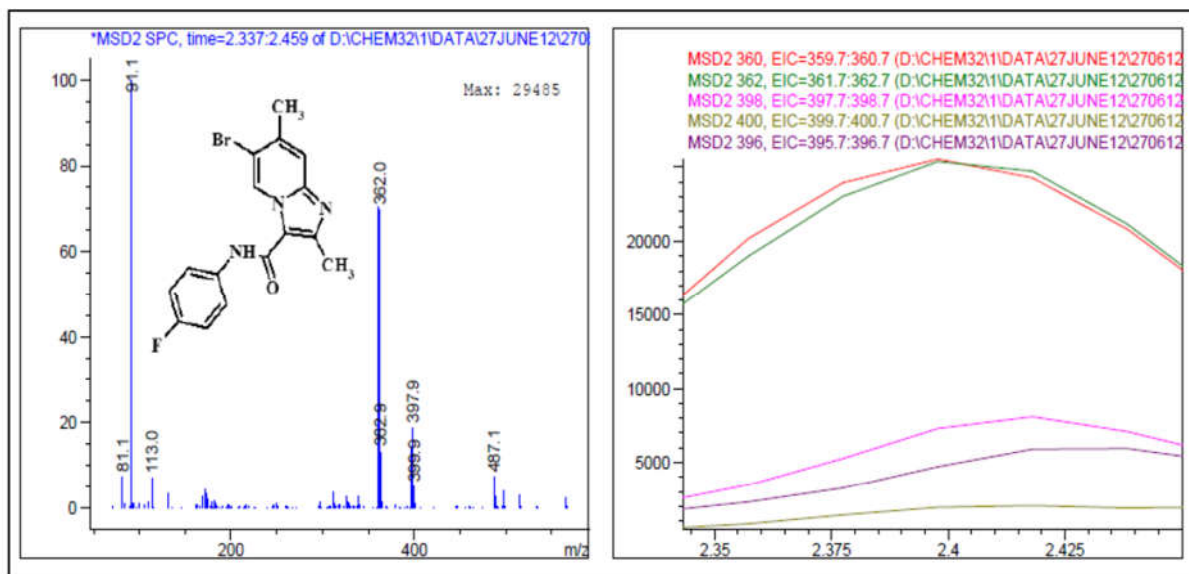 *MSD2 SPC, time=2.337:2.459 of D:\CHEM32\1\DATA\27JUNE12\270
Max: 29485
100
80
60
40
20
0
91.1
81.1
113.0
362.0
362.9
397.9
399.9
487.1
200
400
m/z
CH3
Br
N
N
CH3
NH
O
F
MSD2 360, EIC=359.7:360.7 (D:\CHEM32\1\DATA\27JUNE12\270612
MSD2 362, EIC=361.7:362.7 (D:\CHEM32\1\DATA\27JUNE12\270612
MSD2 398, EIC=397.7:398.7 (D:\CHEM32\1\DATA\27JUNE12\270612
MSD2 400, EIC=399.7:400.7 (D:\CHEM32\1\DATA\27JUNE12\270612
MSD2 396, EIC=395.7:396.7 (D:\CHEM32\1\DATA\27JUNE12\270612
20000
15000
10000
5000
2.35
2.375
2.4
2.425